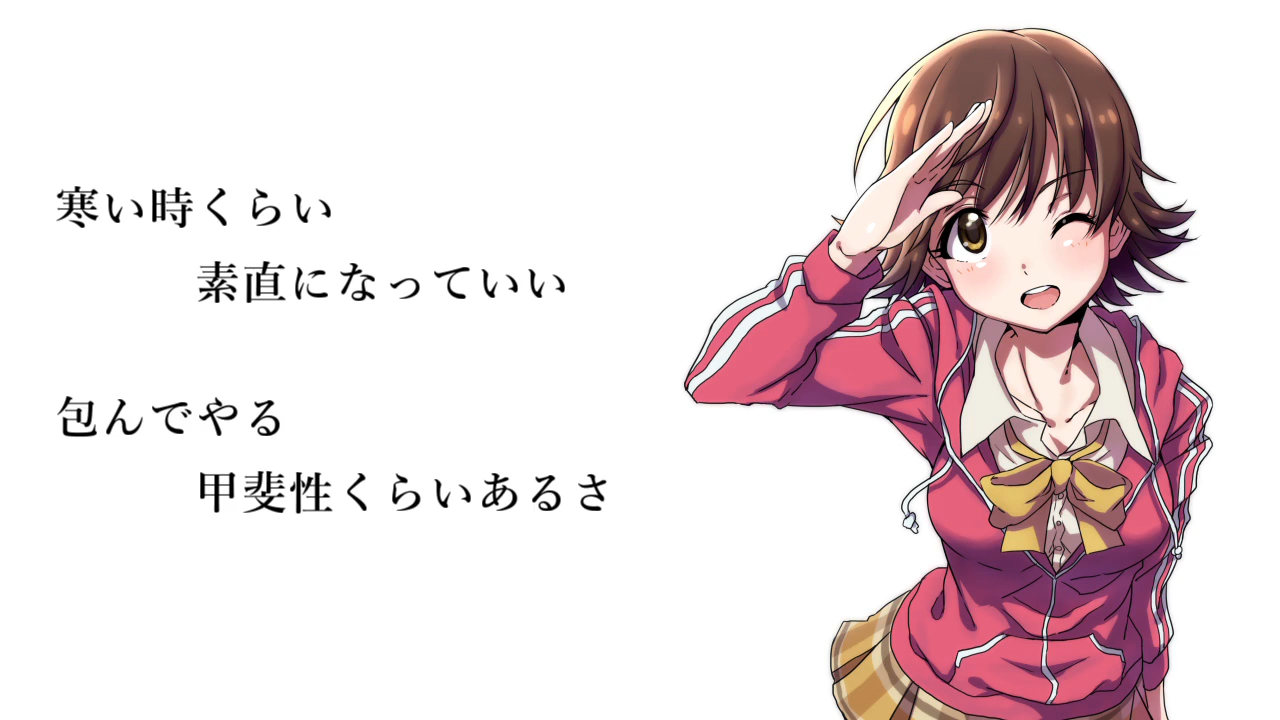 寒い時くらい
素直になっていい
包んでやる
甲斐性くらいあるさ